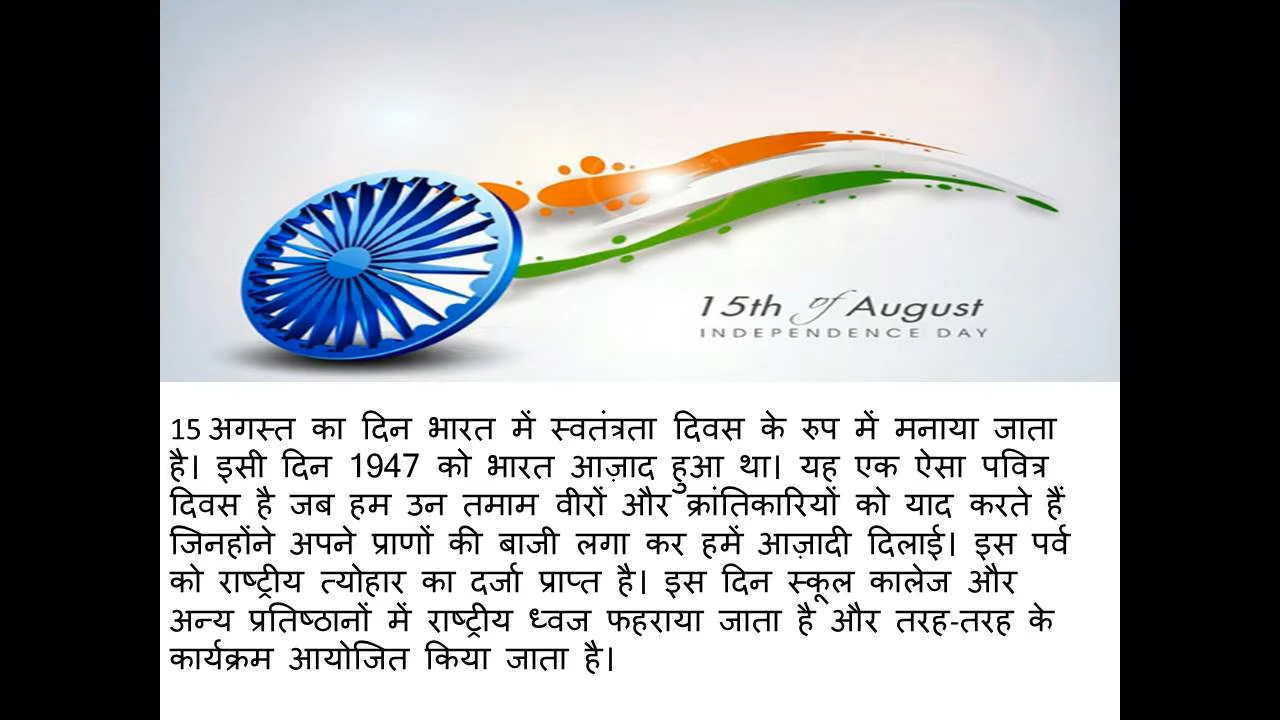 15th of August
INDEPENDENCE DAY
15 अगस्त का दिन भारत में स्वतंत्रता दिवस के रुप में मनाया जाता
है। इसी दिन 1947 को भारत आज़ाद हुआ था। यह एक ऐसा पवित्र
दिवस है जब हम उन तमाम वीरों और क्रांतिकारियों को याद करते हैं
जिनहोंने अपने प्राणों की बाजी लगा कर हमें आज़ादी दिलाई। इस पर्व
को राष्ट्रीय त्योहार का दर्जा प्राप्त है। इस दिन स्कूल कालेज और
अन्य प्रतिष्ठानों में राष्ट्रीय ध्वज फहराया जाता है और तरह-तरह के
कार्यक्रम आयोजित किया जाता है।